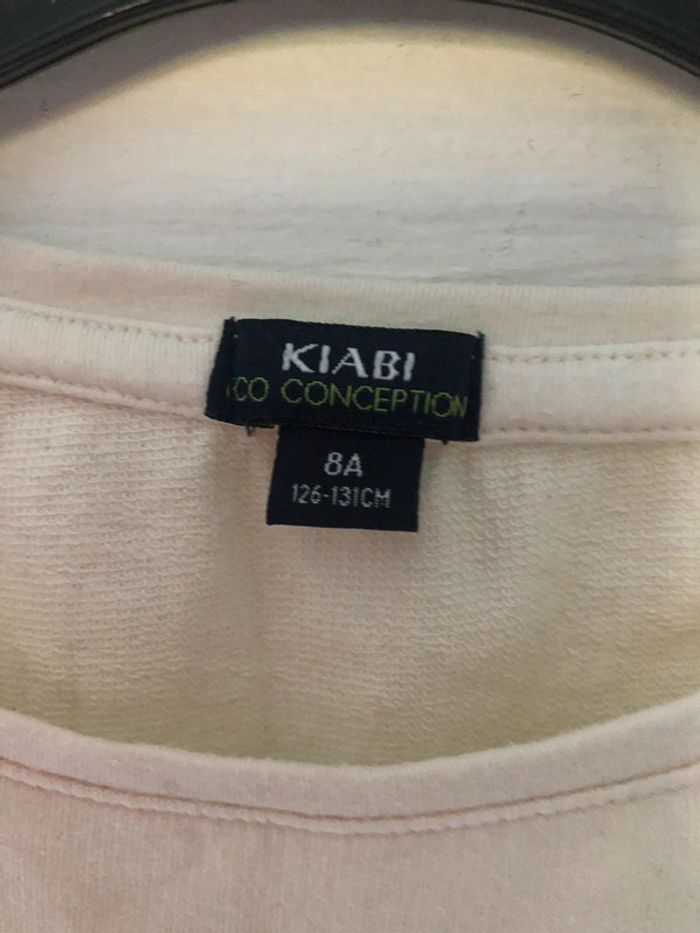 KIABI
CO CONCEPTION
8A
126-131CM